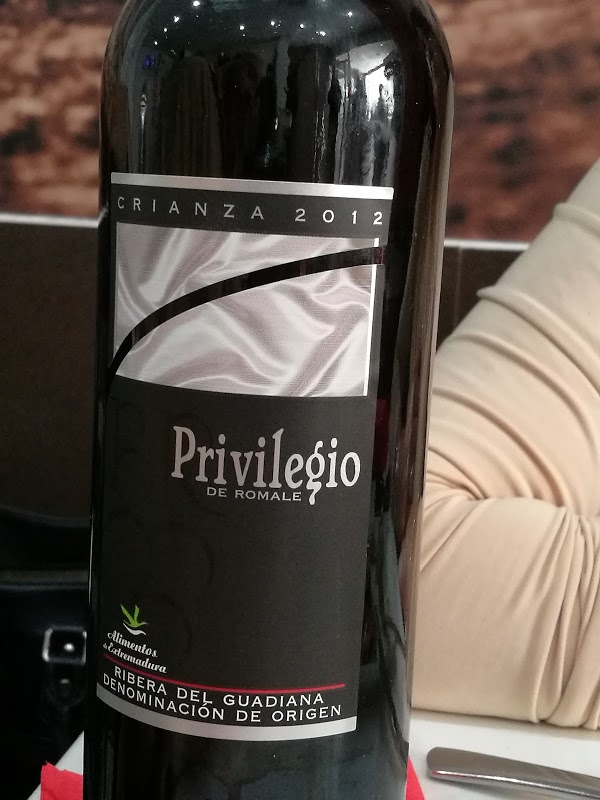 CRIANZA 2012
Privilegio
DE ROMALE
Alimentos
de Extremadura
RIBERA DEL GUADIANA
DENOMINACIÓN DE ORIGEN